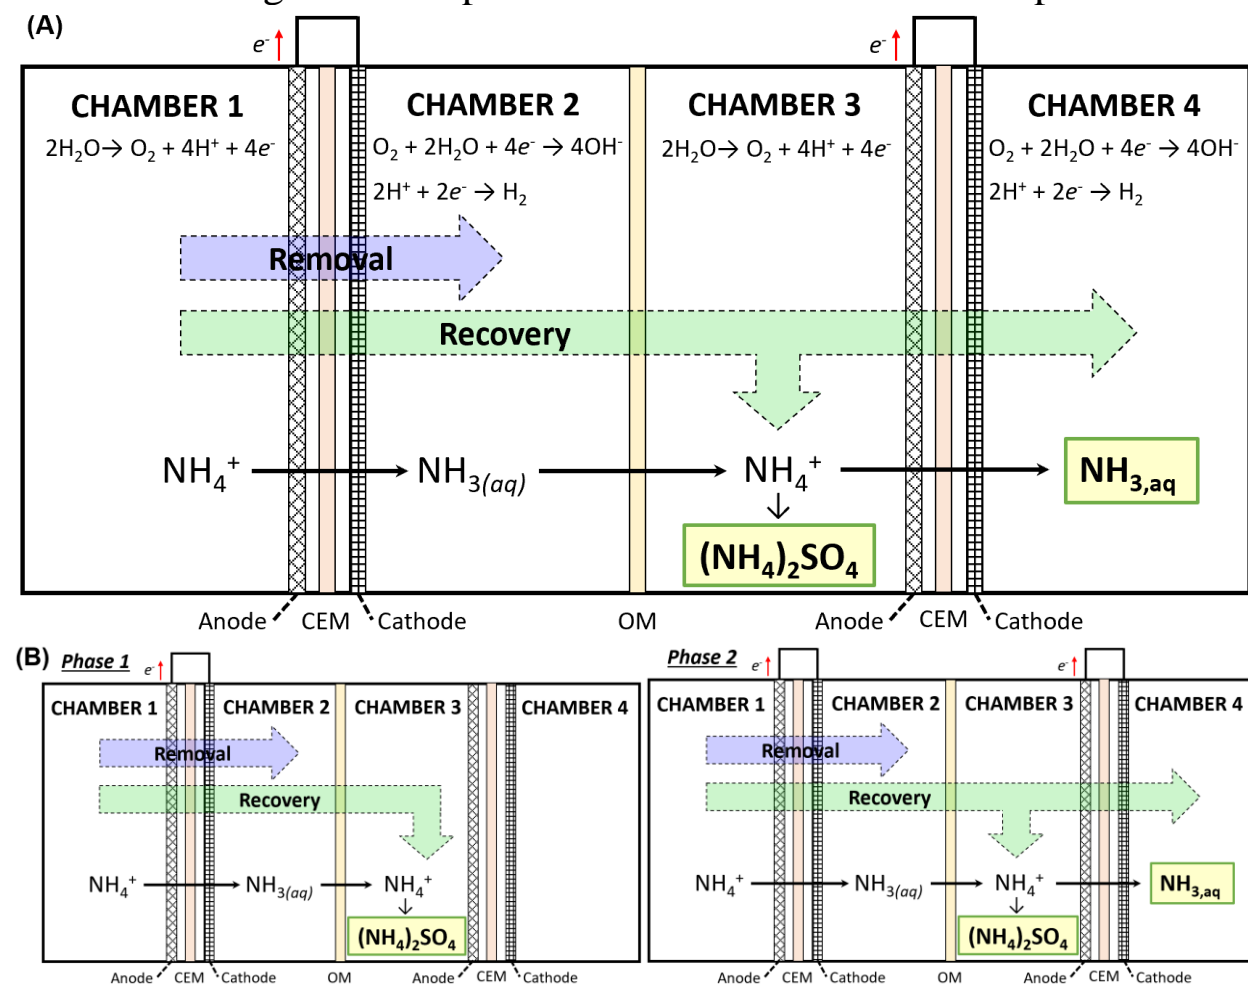 (A)
e⁻ e⁻
CHAMBER 1 CHAMBER 2 CHAMBER 3 CHAMBER 4
2H₂O→ O₂ + 4H⁺ + 4e⁻ O₂ + 2H₂O + 4e⁻ → 4OH⁻ 2H₂O→ O₂ + 4H⁺ + 4e⁻ O₂ + 2H₂O + 4e⁻ → 4OH⁻
2H⁺ + 2e⁻ → H₂ 2H⁺ + 2e⁻ → H₂
Removal
Recovery
NH₄⁺ NH₃(aq) NH₄⁺ NH₃,aq
(NH₄)₂SO₄
Anode CEM Cathode OM Anode CEM Cathode
(B) Phase 1
e⁻
CHAMBER 1 CHAMBER 2 CHAMBER 3 CHAMBER 4
Removal
Recovery
NH₄⁺ NH₃(aq) NH₄⁺
(NH₄)₂SO₄
Anode CEM Cathode OM Anode CEM Cathode
Phase 2
e⁻ e⁻
CHAMBER 1 CHAMBER 2 CHAMBER 3 CHAMBER 4
Removal
Recovery
NH₄⁺ NH₃(aq) NH₄⁺ NH₃,aq
(NH₄)₂SO₄
Anode CEM Cathode OM Anode CEM Cathode